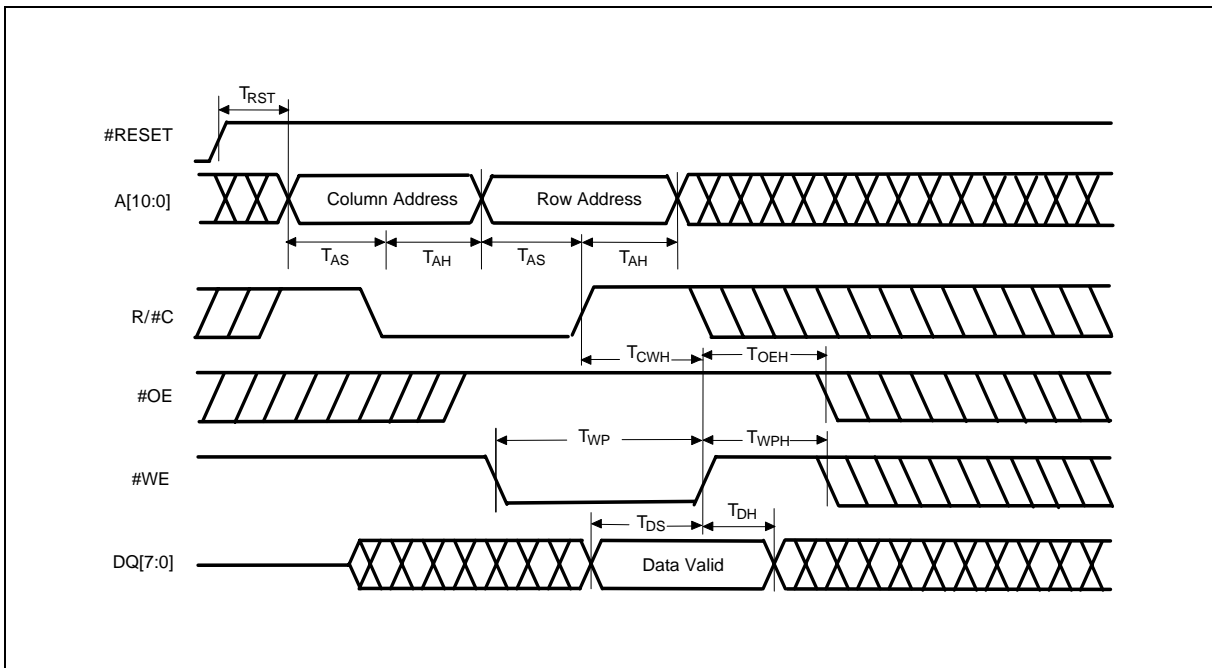 TRST
#RESET
A[10:0]
Column Address
Row Address
TAS
TAH
TAS
TAH
R/#C
TCWH
TOEH
#OE
TWP
TWPH
#WE
TDS
TDH
DQ[7:0]
Data Valid